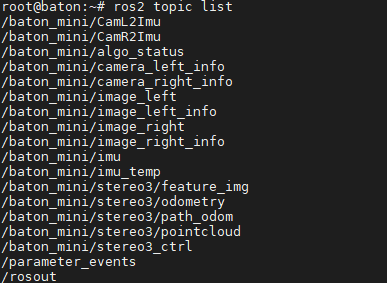 root@baton:~# ros2 topic list
/baton_mini/CamL2Imu
/baton_mini/CamR2Imu
/baton_mini/algo_status
/baton_mini/camera_left_info
/baton_mini/camera_right_info
/baton_mini/image_left
/baton_mini/image_left_info
/baton_mini/image_right
/baton_mini/image_right_info
/baton_mini/imu
/baton_mini/imu_temp
/baton_mini/stereo3/feature_img
/baton_mini/stereo3/odometry
/baton_mini/stereo3/path_odom
/baton_mini/stereo3/pointcloud
/baton_mini/stereo3_ctrl
/parameter_events
/rosout